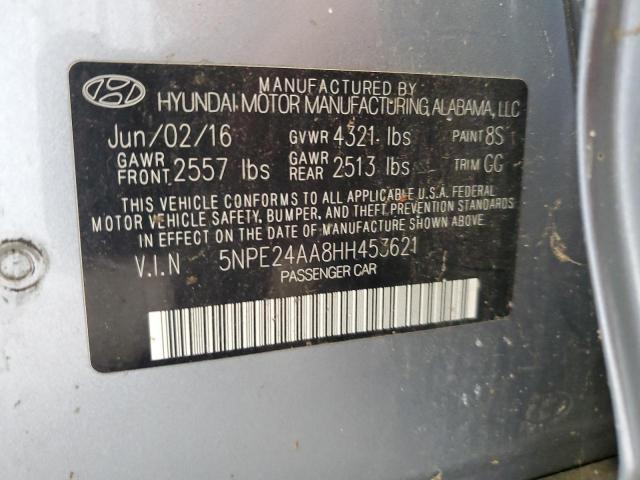 MANUFACTURED BY
HYUNDAI MOTOR MANUFACTURING, ALABAMA, LLC
Jun/02/16 GVWR 4321 lbs PAINT 8S
GAWR FRONT 2557 lbs GAWR REAR 2513 lbs TRIM GG
THIS VEHICLE CONFORMS TO ALL APPLICABLE U.S.A. FEDERAL
MOTOR VEHICLE SAFETY, BUMPER, AND THEFT PREVENTION STANDARDS
IN EFFECT ON THE DATE OF MANUFACTURE SHOWN ABOVE.
V.I.N 5NPE24AA8HH453621
PASSENGER CAR